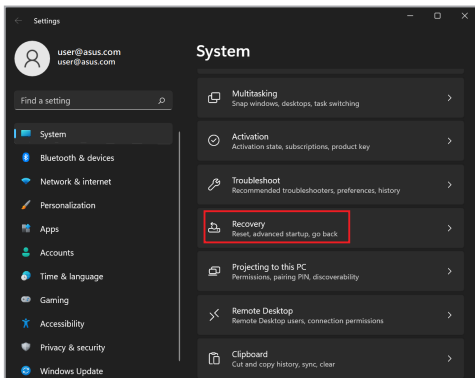 Settings
user@asus.com
user@asus.com
Find a setting
System
Bluetooth & devices
Network & internet
Personalization
Apps
Accounts
Time & language
Gaming
Accessibility
Privacy & security
Windows Update
System
Multitasking
Snap windows, desktops, task switching
Activation
Activation state, subscriptions, product key
Troubleshoot
Recommended troubleshooters, preferences, history
Recovery
Reset, advanced startup, go back
Projecting to this PC
Permissions, pairing PIN, discoverability
Remote Desktop
Remote Desktop users, connection permissions
Clipboard
Cut and copy history, sync, clear